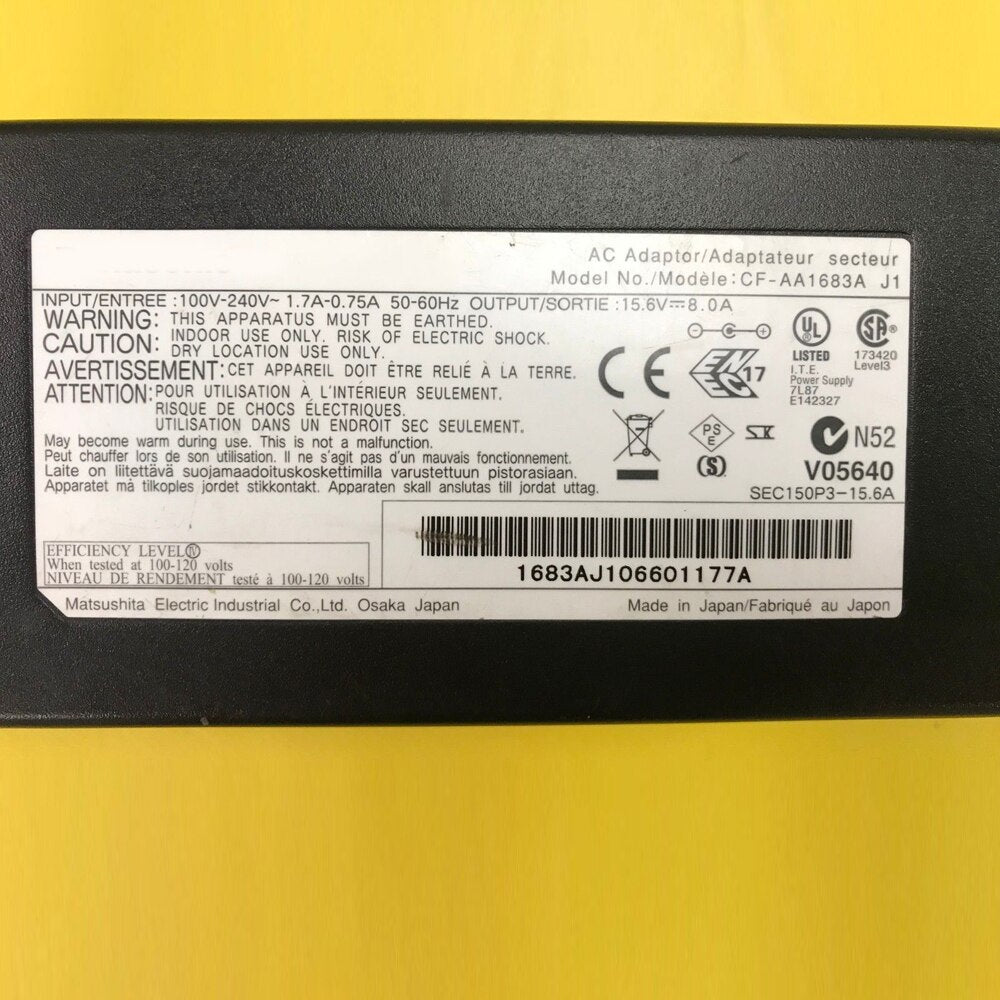 AC Adaptor/Adaptateur secteur
Model No./Modèle:CF-AA1683A J1
INPUT/ENTREE :100V-240V~ 1.7A-0.75A 50-60Hz OUTPUT/SORTIE :15.6V⎓8.0A
WARNING: THIS APPARATUS MUST BE EARTHED.
CAUTION: INDOOR USE ONLY. RISK OF ELECTRIC SHOCK.
DRY LOCATION USE ONLY.
AVERTISSEMENT:CET APPAREIL DOIT ÊTRE RELIÉ À LA TERRE.
ATTENTION:POUR UTILISATION À L'INTÉRIEUR SEULEMENT.
RISQUE DE CHOCS ÉLECTRIQUES.
UTILISATION DANS UN ENDROIT SEC SEULEMENT.
May become warm during use. This is not a malfunction.
Peut chauffer lors de son utilisation. Il ne s'agit pas d'un mauvais fonctionnement.
Laite on liitettävä suojamaadoituskoskettimilla varustettuun pistorasiaan.
Apparatet må tilkoples jordet stikkontakt. Apparaten skall anslutas till jordat uttag.
CE
17
UL
LISTED
I.T.E.
Power Supply
7L87
E142327
SA®
173420
Level3
PS
E
(S)
N52
V05640
SEC150P3-15.6A
EFFICIENCY LEVEL Ⓘ︎V
When tested at 100-120 volts
NIVEAU DE RENDEMENT testé à 100-120 volts
1683AJ106601177A
Matsushita Electric Industrial Co.,Ltd. Osaka Japan
Made in Japan/Fabriqué au Japon